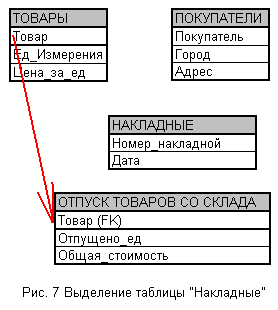 ТОВАРЫ
Товар
Ед_Измерения
Цена_за_ед
ПОКУПАТЕЛИ
Покупатель
Город
Адрес
НАКЛАДНЫЕ
Номер_накладной
Дата
ОТПУСК ТОВАРОВ СО СКЛАДА
Товар (FK)
Отпущено_ед
Общая_стоимость
Рис. 7 Выделение таблицы "Накладные"